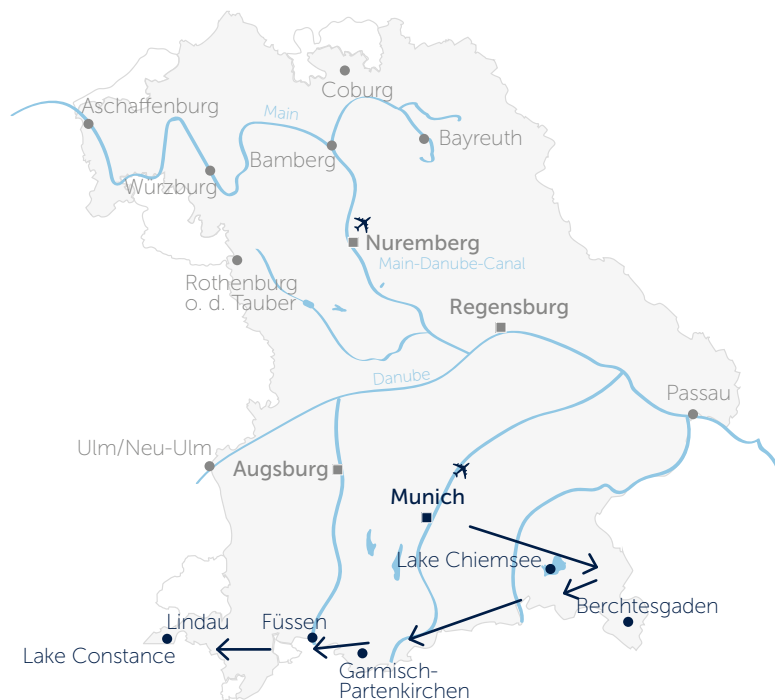 Coburg
Aschaffenburg
Main
Bayreuth
Bamberg
Wurzburg
Nuremberg
Main-Danube-Canal
Rothenburg
o. d. Tauber
Regensburg
Danube
Passau
Ulm/Neu-Ulm
Augsburg
Munich
Lake Chiemsee
Berchtesgaden
Lindau
Füssen
Lake Constance
Garmisch-
Partenkirchen